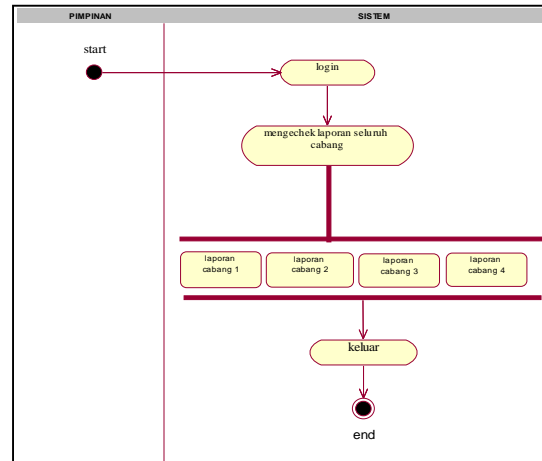 PIMPINAN
SISTEM
start
login
mengechek laporan seluruh
cabang
laporan
cabang 1
laporan
cabang 2
laporan
cabang 3
laporan
cabang 4
keluar
end